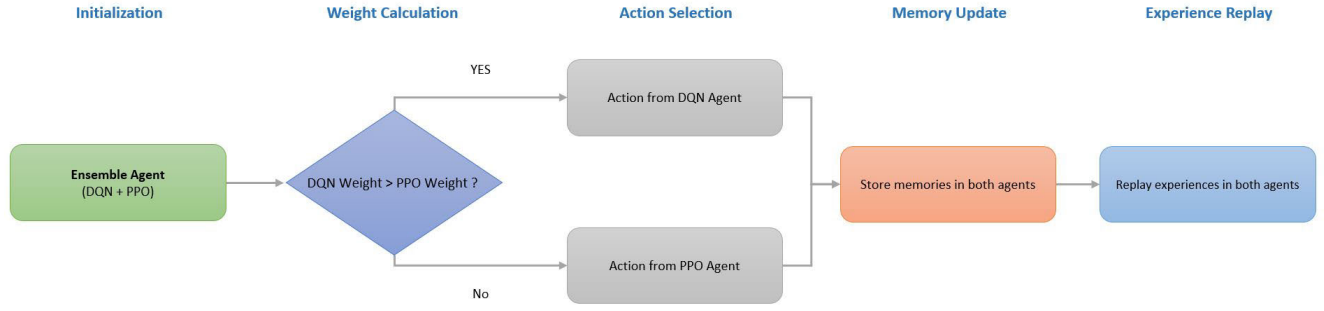 Initialization
Weight Calculation
Action Selection
Memory Update
Experience Replay
YES
Action from DQN Agent
Ensemble Agent
(DQN + PPO)
DQN Weight > PPO Weight ?
Store memories in both agents
Replay experiences in both agents
Action from PPO Agent
No